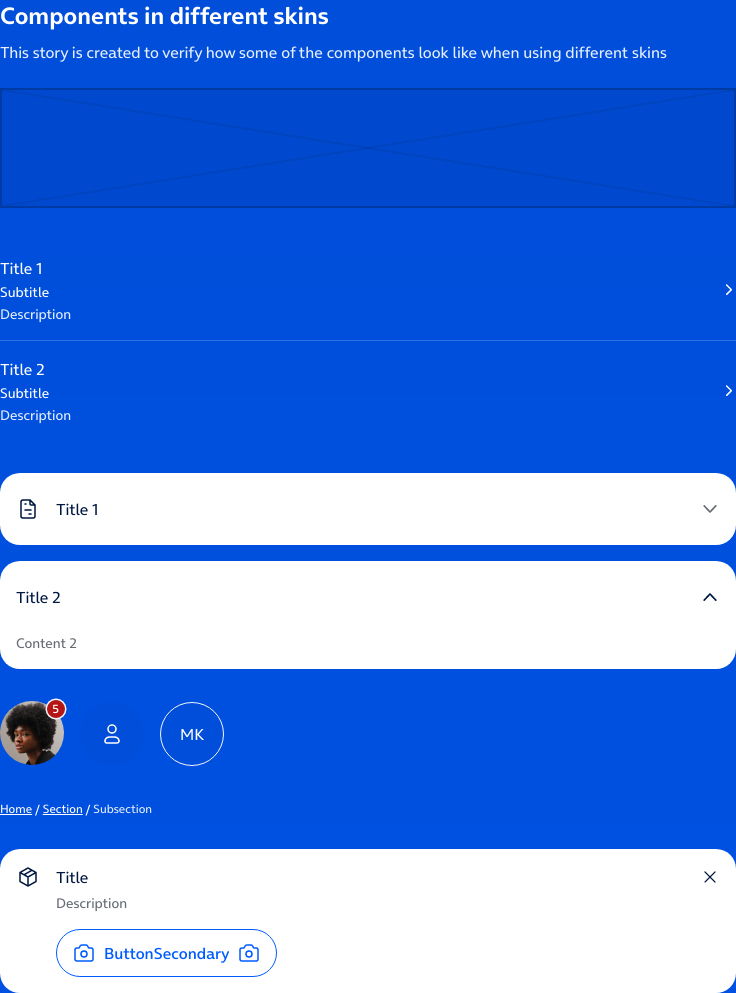 Components in different skins
This story is created to verify how some of the components look like when using different skins
Title 1
Subtitle
Description
Title 2
Subtitle
Description
Title 1
Title 2
Content 2
5
MK
Home / Section / Subsection
Title
Description
ButtonSecondary